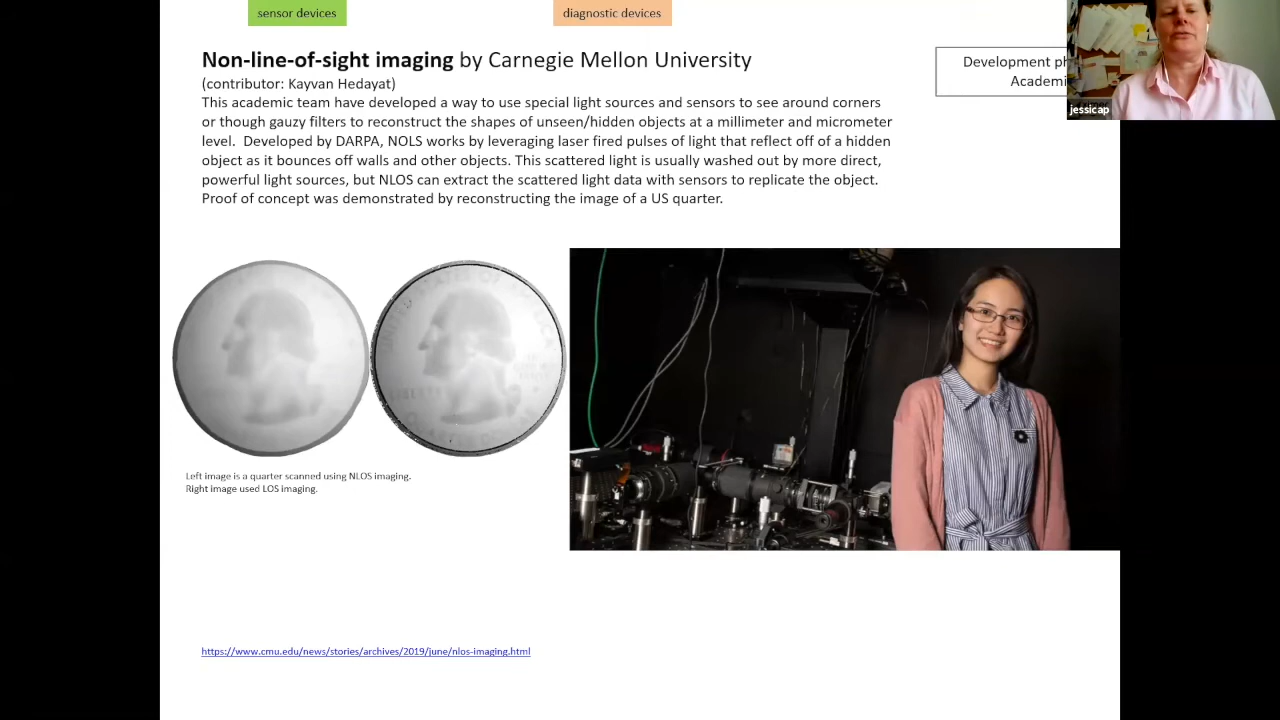 sensor devices
diagnostic devices
Non-line-of-sight imaging by Carnegie Mellon University
(contributor: Kayvan Hedayat)
This academic team have developed a way to use special light sources and sensors to see around corners
or though gauzy filters to reconstruct the shapes of unseen/hidden objects at a millimeter and micrometer
level. Developed by DARPA, NOLS works by leveraging laser fired pulses of light that reflect off of a hidden
object as it bounces off walls and other objects. This scattered light is usually washed out by more direct,
powerful light sources, but NLOS can extract the scattered light data with sensors to replicate the object.
Proof of concept was demonstrated by reconstructing the image of a US quarter.
Development
jessicap
Left image is a quarter scanned using NLOS imaging.
Right image used LOS imaging.
https://www.cmu.edu/news/stories/archives/2019/june/nlos-imaging.html